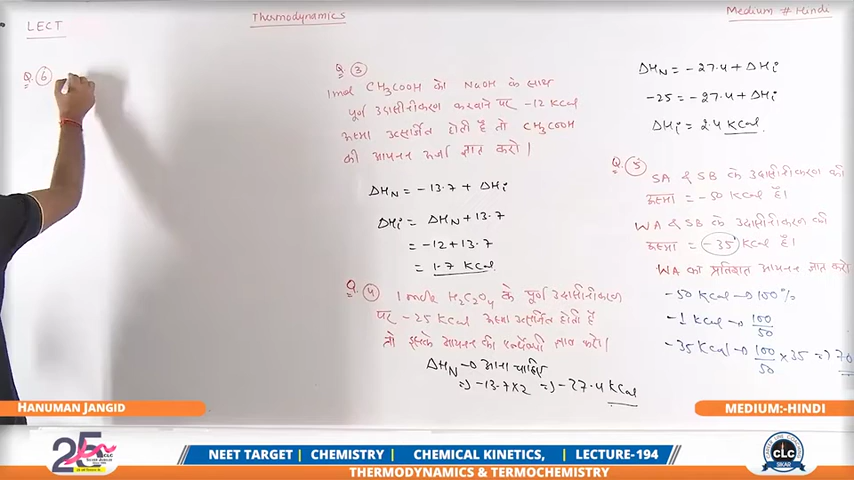 LECT
Thermodynamics
Medium # Hindi
Q. 6
Q. 3
1 mol CH3COOH को NaOH के साथ
पूर्ण उदासीनीकरण करवाने पर -12 Kcal
ऊष्मा उत्सर्जित होती है तो CH3COOH
की आयनन ऊर्जा ज्ञात करो।
ΔHN = -13.7 + ΔHi
ΔHi = ΔHN + 13.7
= -12 + 13.7
= 1.7 Kcal
Q. 4
1 mole H2C2O4 के पूर्ण उदासीनीकरण
पर -25 Kcal ऊष्मा उत्सर्जित होती है
तो इसके आयनन की एन्थैल्पी ज्ञात करो।
ΔHN → आना चाहिए
=> -13.7×2 => -27.4 Kcal
ΔHN = -27.4 + ΔHi
-25 = -27.4 + ΔHi
ΔHi = 2.4 Kcal
Q. 5
SA & SB के उदासीनीकरण की
ऊष्मा = -50 Kcal है।
WA & SB के उदासीनीकरण की
ऊष्मा = -35 Kcal है।
WA का प्रतिशत आयनन ज्ञात करो
-50 Kcal → 100%
-1 Kcal → 100/50
-35 Kcal → 100/50 × 35 => 70
HANUMAN JANGID
MEDIUM:-HINDI
25
CLC
NEET TARGET | CHEMISTRY | CHEMICAL KINETICS, | LECTURE-194
THERMODYNAMICS & TERMOCHEMISTRY
CLC
SIKAR